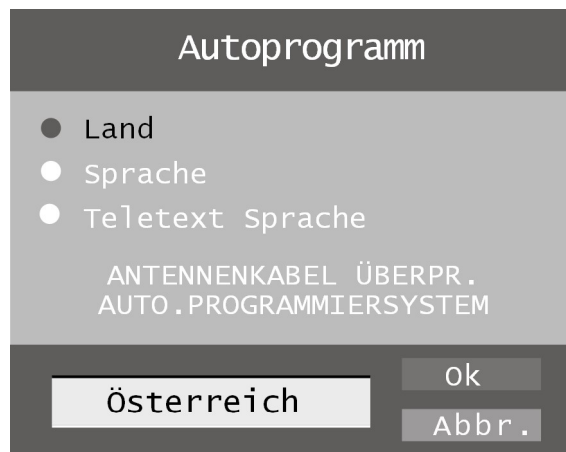 Autoprogramm
Land
Sprache
Teletext Sprache
ANTENNENKABEL ÜBERPR.
AUTO.PROGRAMMIERSYSTEM
Österreich
Ok
Abbr.